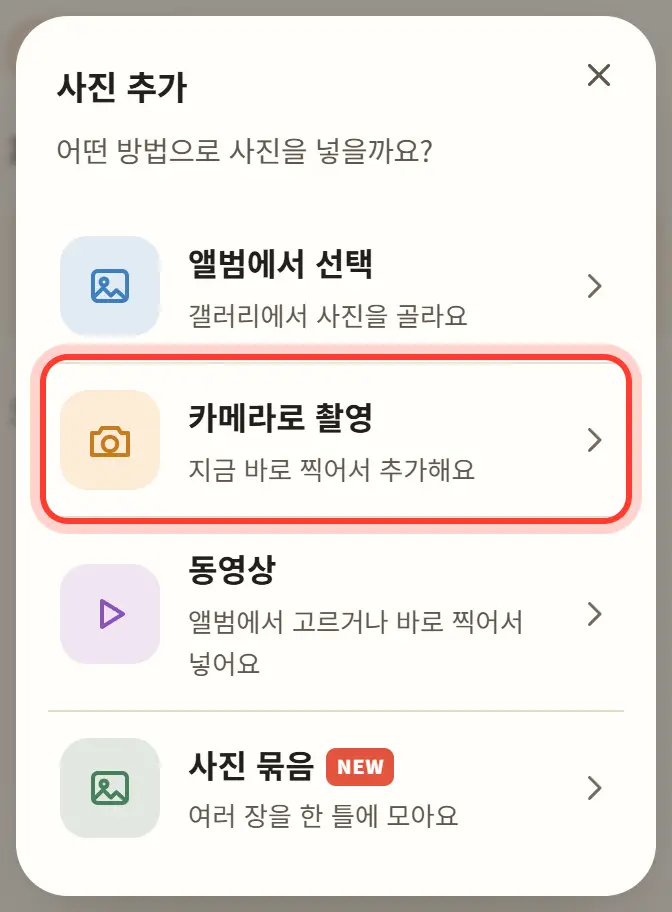 사진 추가
어떤 방법으로 사진을 넣을까요?
앨범에서 선택
갤러리에서 사진을 골라요
카메라로 촬영
지금 바로 찍어서 추가해요
동영상
앨범에서 고르거나 바로 찍어서
넣어요
사진 묶음 NEW
여러 장을 한 틀에 모아요